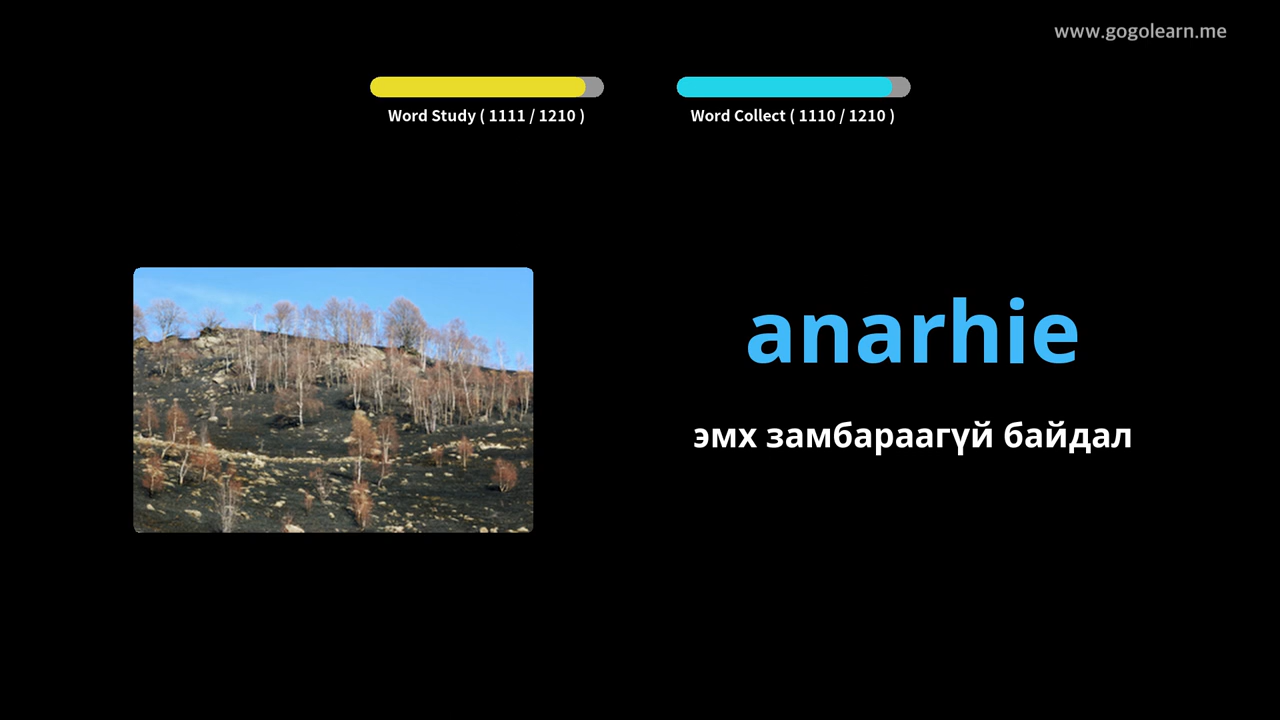 www.gogolearn.me
Word Study ( 1111 / 1210 )
Word Collect ( 1110 / 1210 )
anarhie
эмх замбараагүй байдал